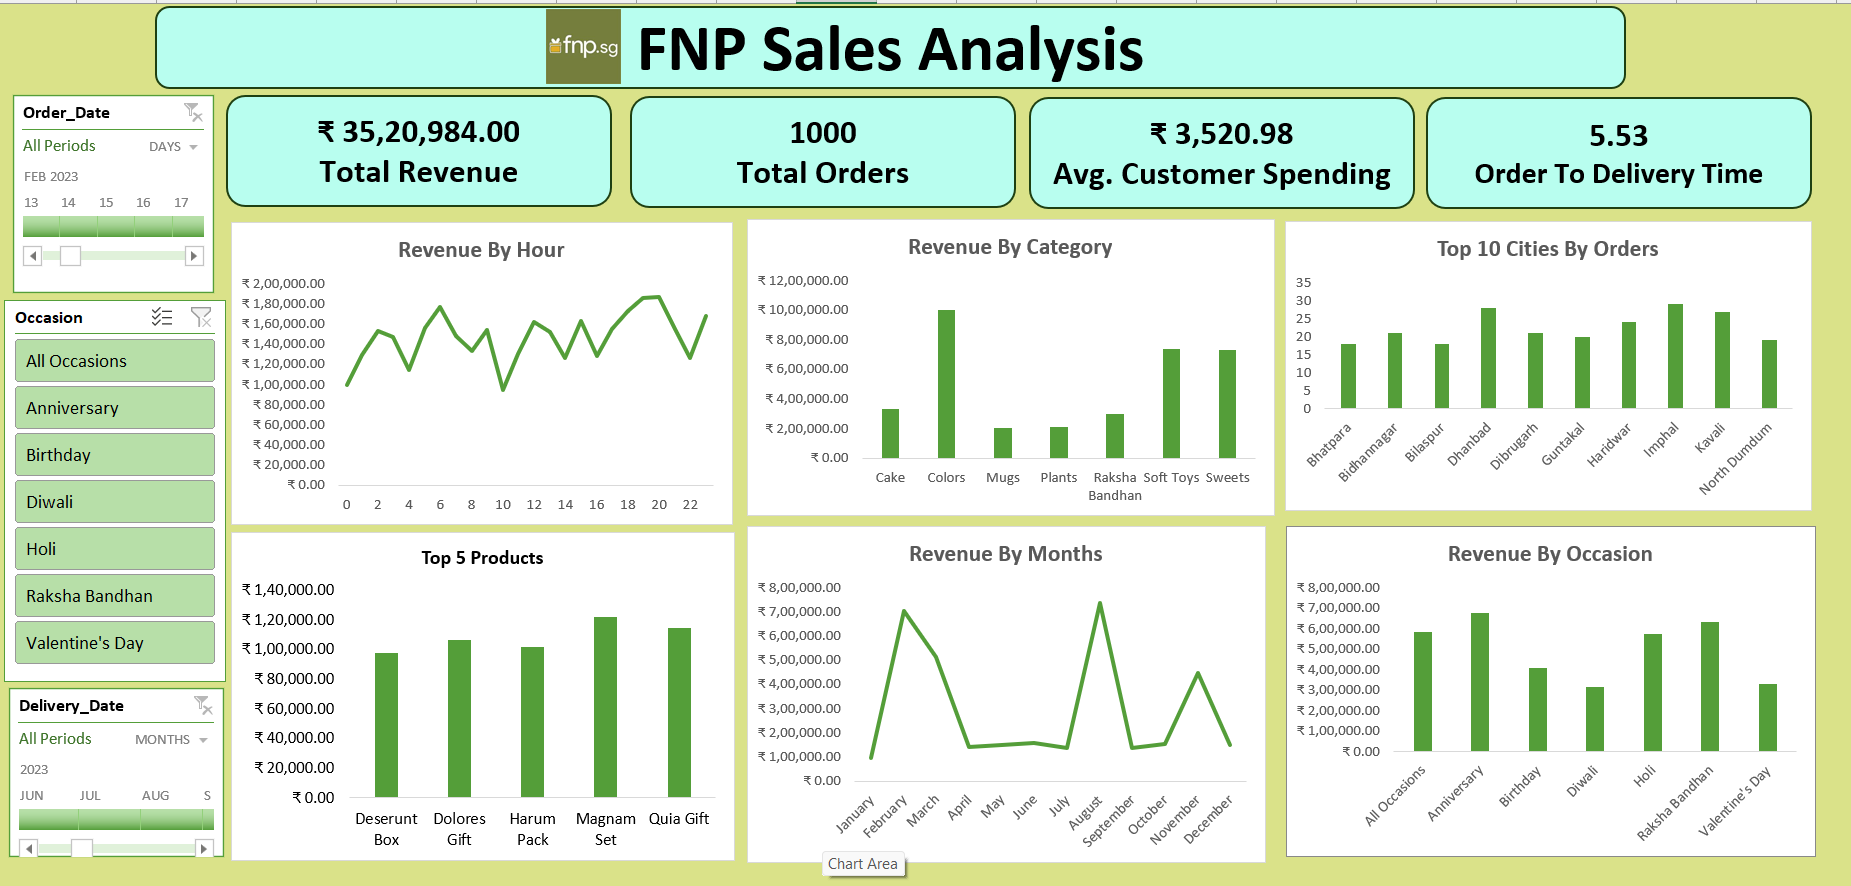 fnp.sg FNP Sales Analysis
Order_Date
All Periods DAYS
FEB 2023
13 14 15 16 17
₹ 35,20,984.00
Total Revenue
1000
Total Orders
₹ 3,520.98
Avg. Customer Spending
5.53
Order To Delivery Time
Occasion
All Occasions
Anniversary
Birthday
Diwali
Holi
Raksha Bandhan
Valentine's Day
Delivery_Date
All Periods MONTHS
2023
JUN JUL AUG S
Revenue By Hour
₹ 2,00,000.00
₹ 1,80,000.00
₹ 1,60,000.00
₹ 1,40,000.00
₹ 1,20,000.00
₹ 1,00,000.00
₹ 80,000.00
₹ 60,000.00
₹ 40,000.00
₹ 20,000.00
₹ 0.00
0 2 4 6 8 10 12 14 16 18 20 22
Revenue By Category
₹ 12,00,000.00
₹ 10,00,000.00
₹ 8,00,000.00
₹ 6,00,000.00
₹ 4,00,000.00
₹ 2,00,000.00
₹ 0.00
Cake Colors Mugs Plants Raksha Soft Toys Sweets
Bandhan
Top 10 Cities By Orders
35
30
25
20
15
10
5
0
Bhatpara
Bidhannagar
Bilaspur
Dhanbad
Dibrugarh
Guntakal
Haridwar
Imphal
Kavali
North Dumdum
Top 5 Products
₹ 1,40,000.00
₹ 1,20,000.00
₹ 1,00,000.00
₹ 80,000.00
₹ 60,000.00
₹ 40,000.00
₹ 20,000.00
₹ 0.00
Deserunt Dolores Harum Magnam Quia Gift
Box Gift Pack Set
Revenue By Months
₹ 8,00,000.00
₹ 7,00,000.00
₹ 6,00,000.00
₹ 5,00,000.00
₹ 4,00,000.00
₹ 3,00,000.00
₹ 2,00,000.00
₹ 1,00,000.00
₹ 0.00
January
February
March
April
May
June
July
August
September
October
November
December
Chart Area
Revenue By Occasion
₹ 8,00,000.00
₹ 7,00,000.00
₹ 6,00,000.00
₹ 5,00,000.00
₹ 4,00,000.00
₹ 3,00,000.00
₹ 2,00,000.00
₹ 1,00,000.00
₹ 0.00
All Occasions
Anniversary
Birthday
Diwali
Holi
Raksha Bandhan
Valentine's Day